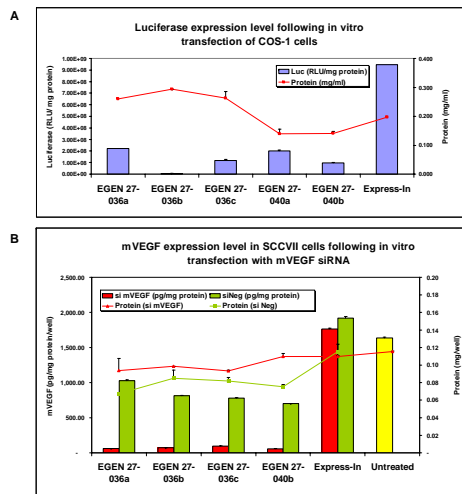 A
Luciferase expression level following in vitro
transfection of COS-1 cells
Luc (RLU/mg protein)
Protein (mg/ml)
Luciferase (RLU/ mg protein)
1.00E+09
9.00E+08
8.00E+08
7.00E+08
6.00E+08
5.00E+08
4.00E+08
3.00E+08
2.00E+08
1.00E+08
0.00E+00
0.400
0.300
0.200
0.100
0.000
Protein (mg/ml)
EGEN 27-
036a
EGEN 27-
036b
EGEN 27-
036c
EGEN 27-
040a
EGEN 27-
040b
Express-In
B
mVEGF expression level in SCCVII cells following in vitro
transfection with mVEGF siRNA
si mVEGF (pg/mg protein)
siNeg (pg/mg protein)
Protein (si mVEGF)
Protein (si Neg)
mVEGF (pg/mg protein/well)
2,500.00
2,000.00
1,500.00
1,000.00
500.00
-
0.20
0.18
0.16
0.14
0.12
0.10
0.08
0.06
0.04
0.02
-
Protein (mg/well)
EGEN 27-
036a
EGEN 27-
036b
EGEN 27-
036c
EGEN 27-
040b
Express-In
Untreated